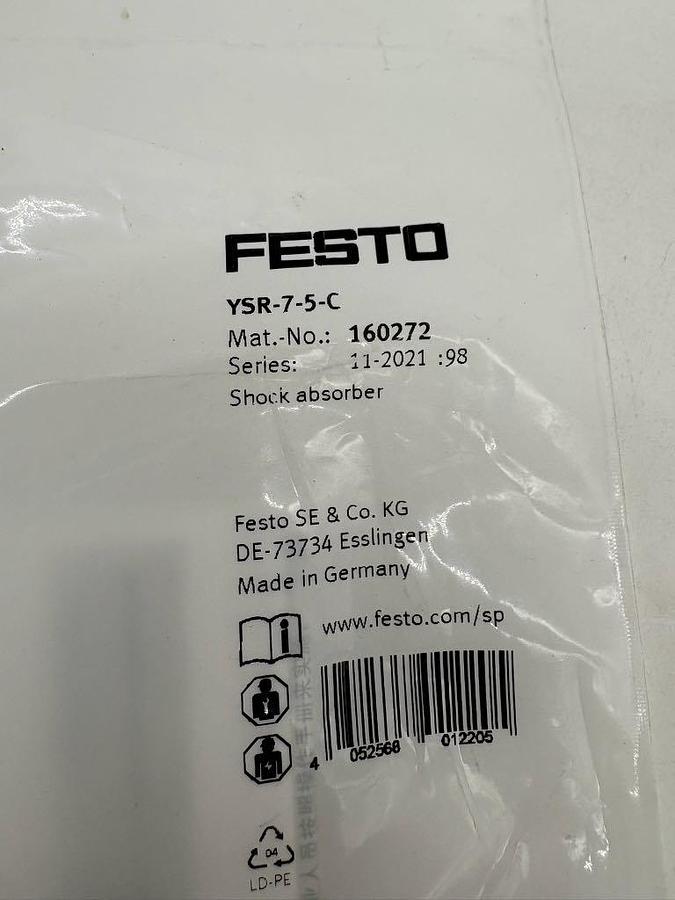 FESTO
YSR-7-5-C
Mat.-No.: 160272
Series: 11-2021 :98
Shock absorber
Festo SE & Co. KG
DE-73734 Esslingen
Made in Germany
i www.festo.com/sp
4 052568 012205
04
LD-PE